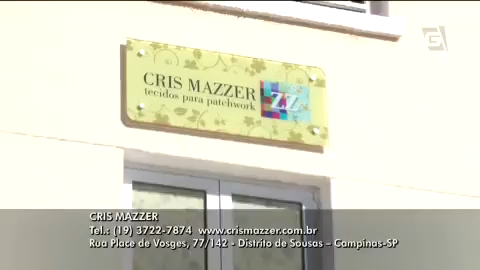 G
CRIS MAZZER
tecidos para patchwork
ZZ
CRIS MAZZER
Tel.: (19) 3722-7874 www.crismazzer.com.br
Rua Place de Vosges, 77/142 - Distrito de Sousas – Campinas-SP